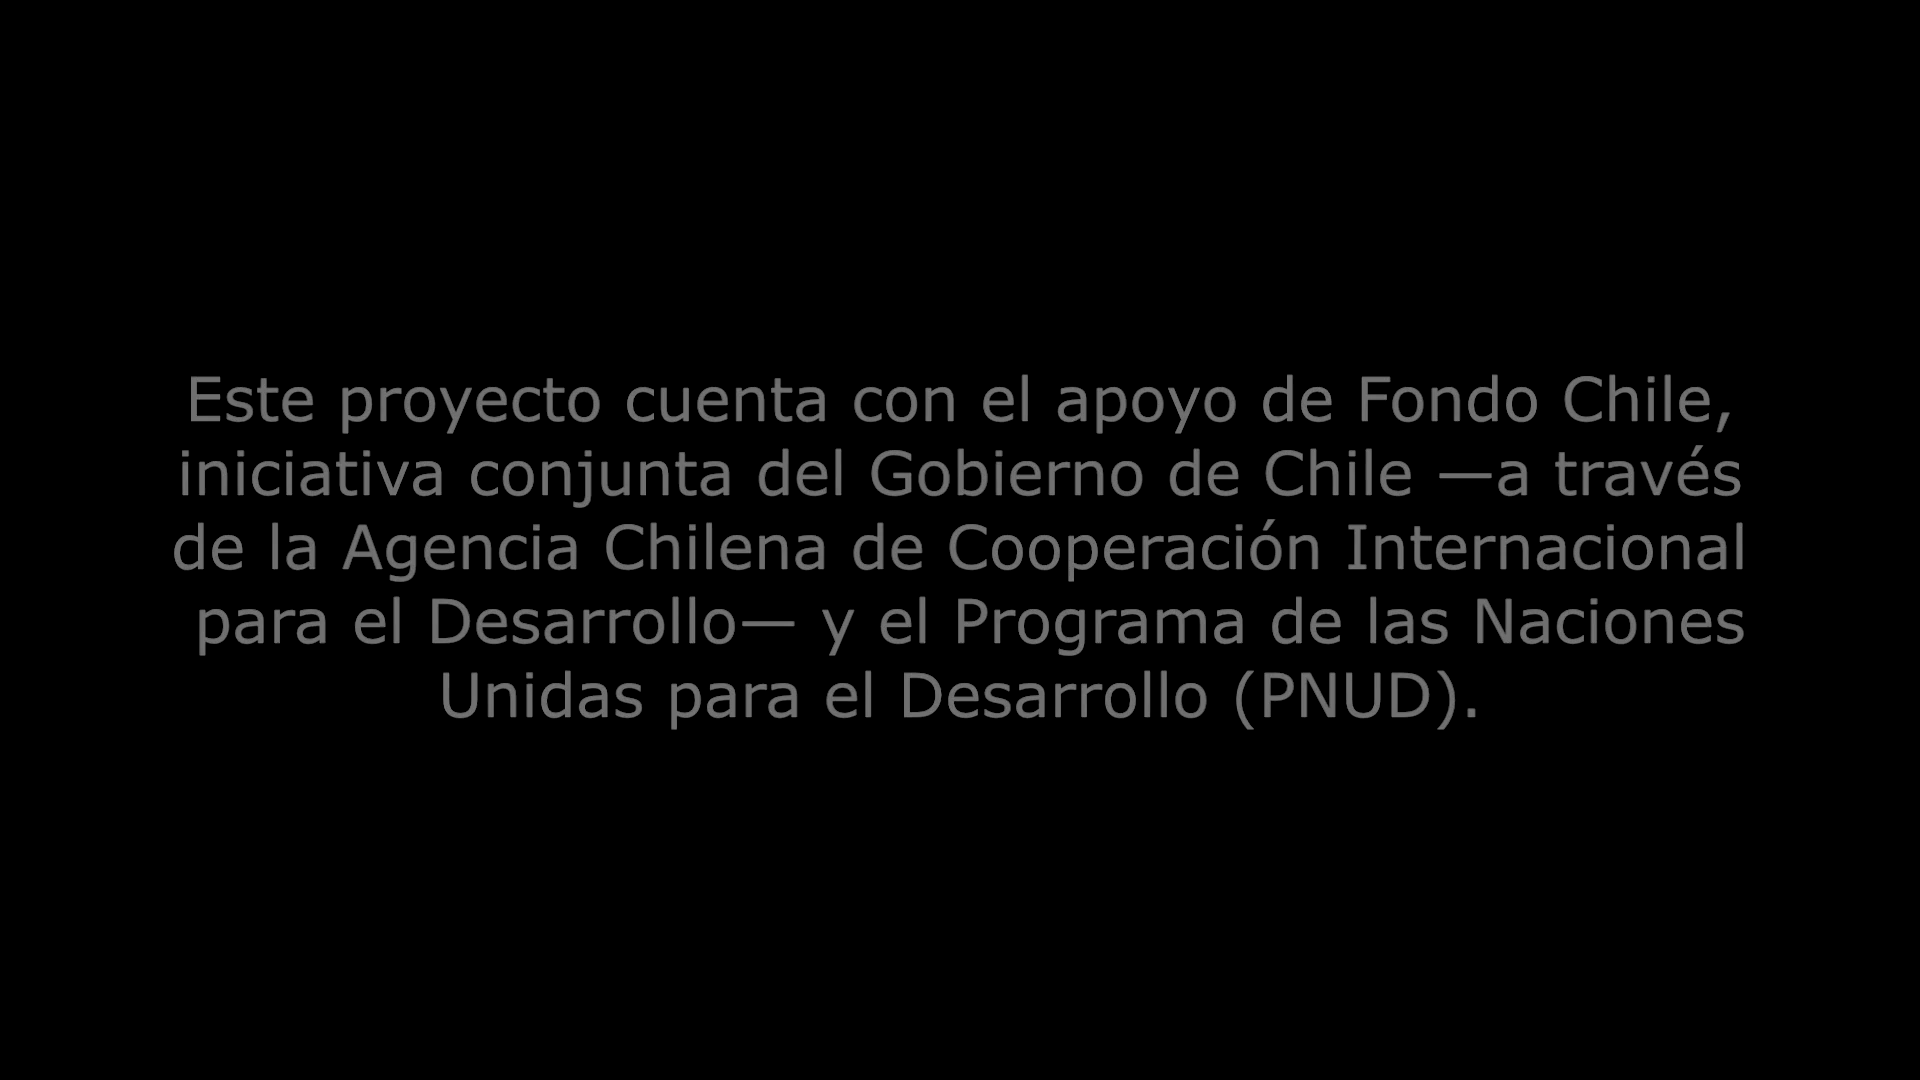 Este proyecto cuenta con el apoyo de Fondo Chile,
iniciativa conjunta del Gobierno de Chile —a través
de la Agencia Chilena de Cooperación Internacional
para el Desarrollo— y el Programa de las Naciones
Unidas para el Desarrollo (PNUD).